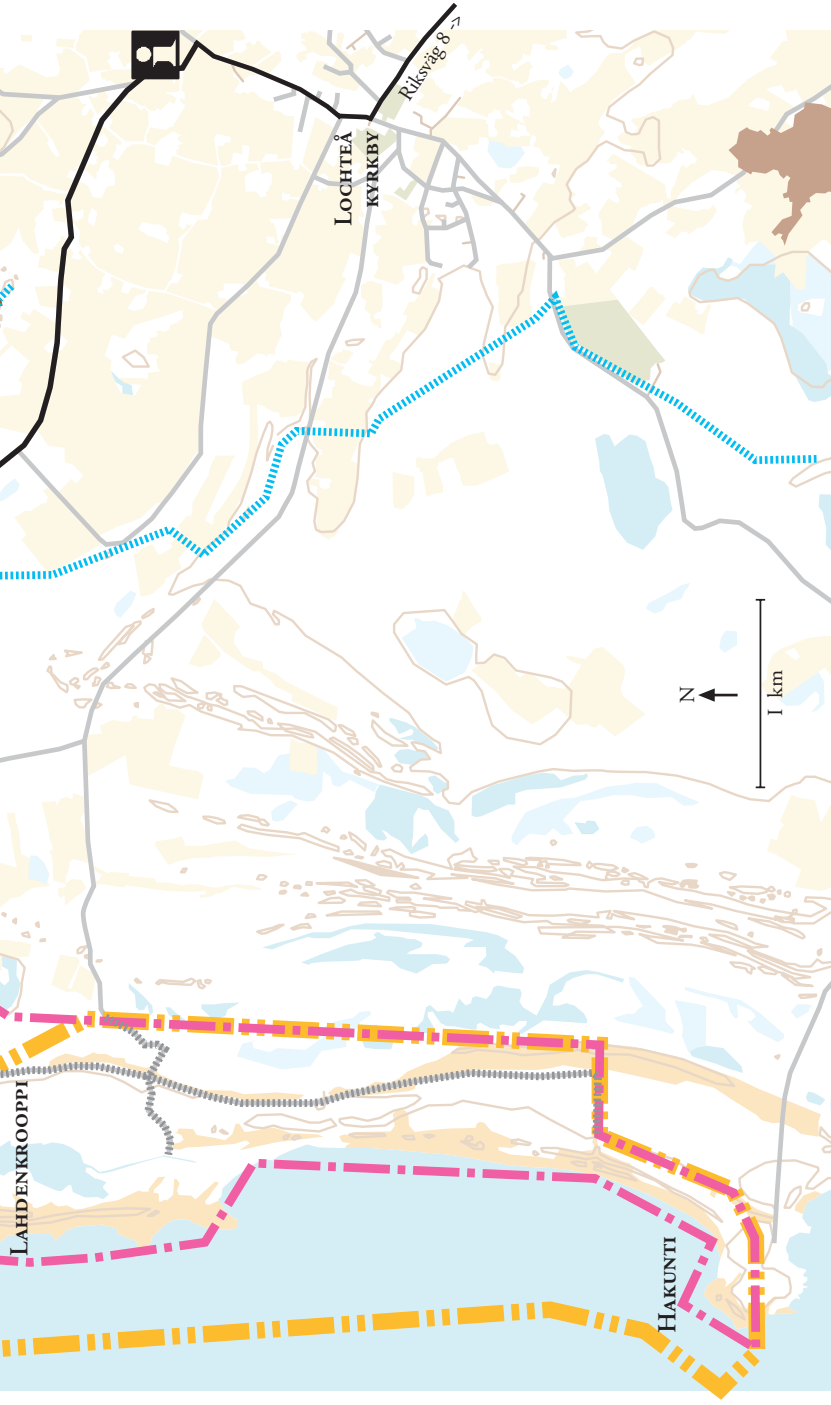 i
Riksväg 8 ->
LOCHTEÅ
KYRKBY
N
1 km
LAHDENKROOPPI
HAKUNTI